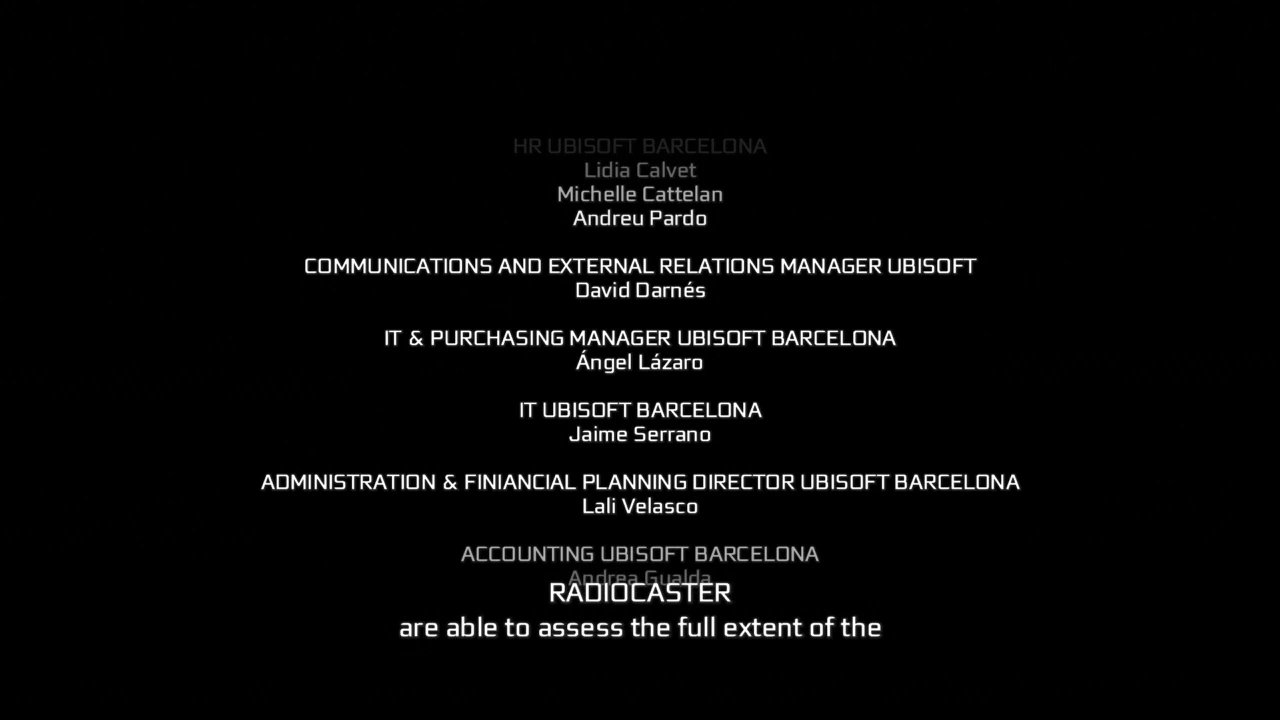 HR UBISOFT BARCELONA
Lidia Calvet
Michelle Cattelan
Andreu Pardo
COMMUNICATIONS AND EXTERNAL RELATIONS MANAGER UBISOFT
David Darnés
IT & PURCHASING MANAGER UBISOFT BARCELONA
Ángel Lázaro
IT UBISOFT BARCELONA
Jaime Serrano
ADMINISTRATION & FINIANCIAL PLANNING DIRECTOR UBISOFT BARCELONA
Lali Velasco
ACCOUNTING UBISOFT BARCELONA
Andrea Gualda
RADIOCASTER
are able to assess the full extent of the